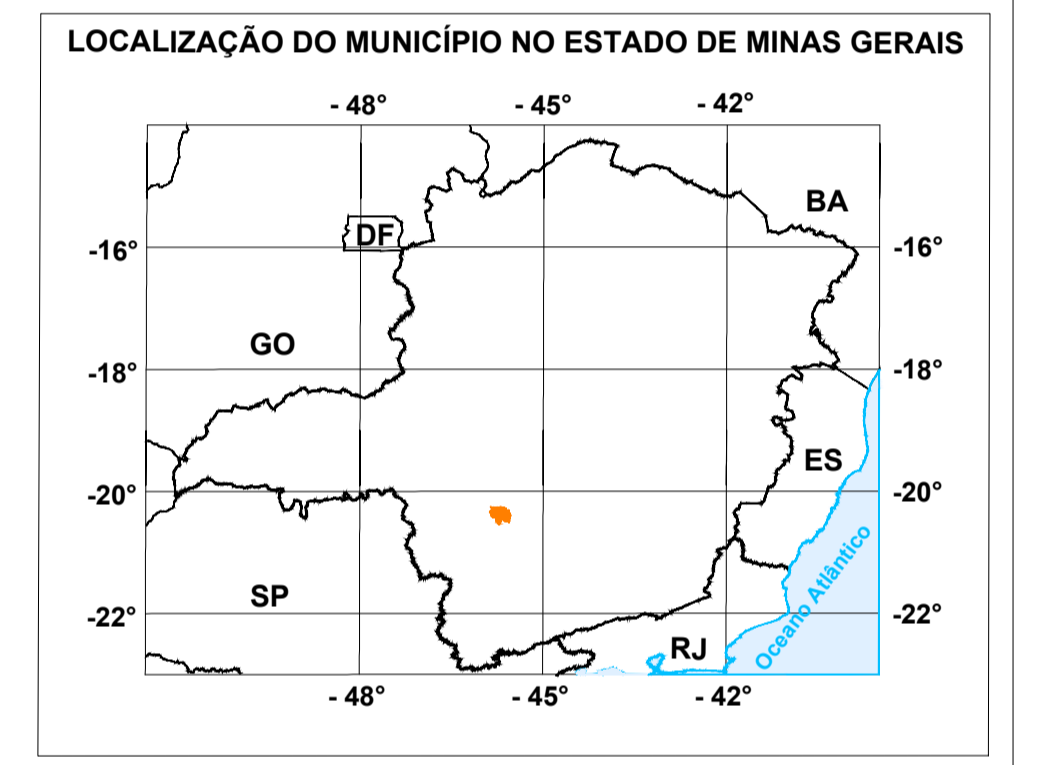 LOCALIZAÇÃO DO MUNICÍPIO NO ESTADO DE MINAS GERAIS
- 48° - 45° - 42°
BA
DF
-16° -16°
GO
-18° -18°
ES
-20° -20°
Oceano Atlântico
SP
-22° -22°
RJ
- 48° - 45° - 42°